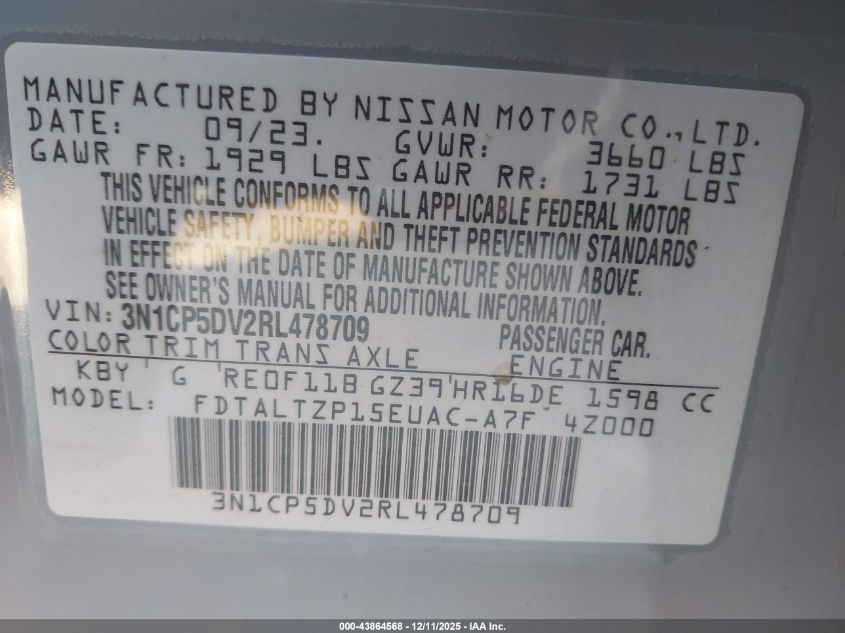 MANUFACTURED BY NISSAN MOTOR CO., LTD.
DATE: 09/23. GVWR: 3660 LBS
GAWR FR: 1929 LBS GAWR RR: 1731 LBS
THIS VEHICLE CONFORMS TO ALL APPLICABLE FEDERAL MOTOR
VEHICLE SAFETY, BUMPER AND THEFT PREVENTION STANDARDS
IN EFFECT ON THE DATE OF MANUFACTURE SHOWN ABOVE.
SEE OWNER'S MANUAL FOR ADDITIONAL INFORMATION.
VIN: 3N1CP5DV2RL478709 PASSENGER CAR.
COLOR TRIM TRANS AXLE ENGINE
KBY G RE0F11B GZ39 HR16DE 1598 CC
MODEL: FDTALTZP15EUAC-A7F 4Z000
3N1CP5DV2RL478709
000-43864568 - 12/11/2025 - IAA Inc.